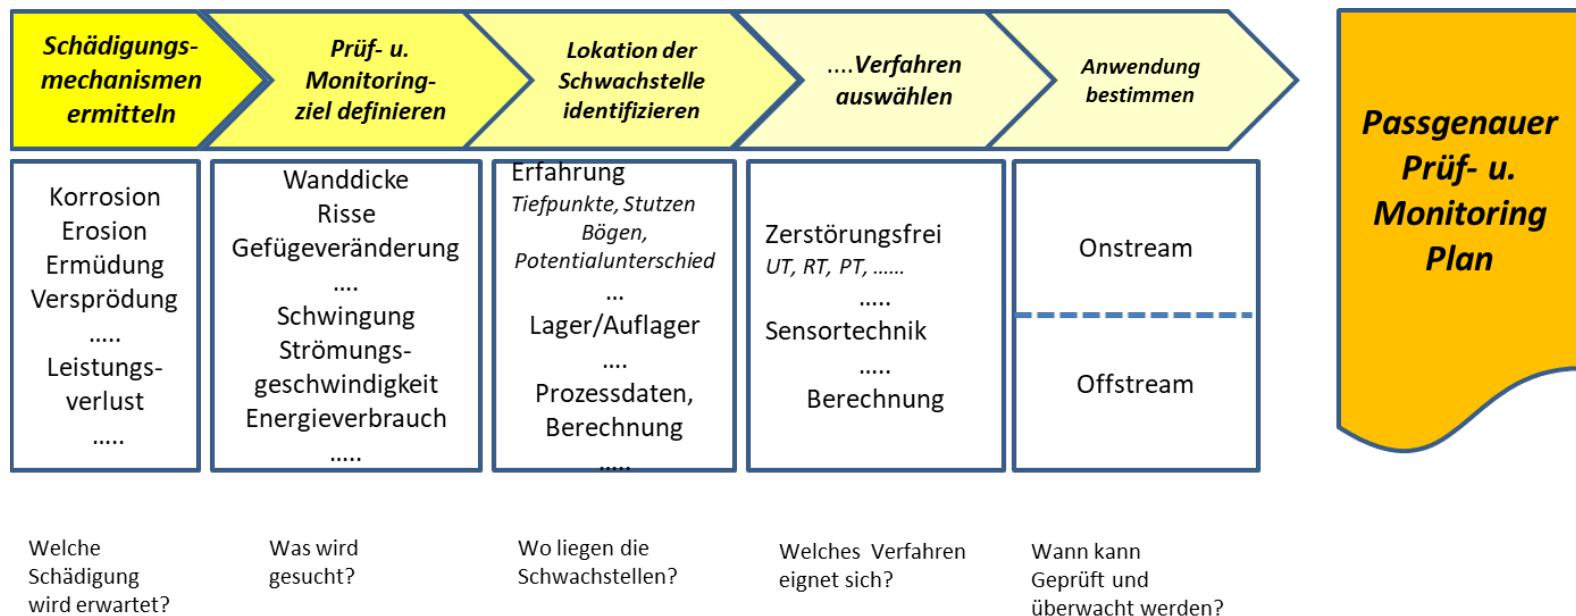 Schädigungs-
mechanismen
ermitteln
Prüf- u.
Monitoring-
ziel definieren
Lokation der
Schwachstelle
identifizieren
....Verfahren
auswählen
Anwendung
bestimmen
Passgenauer
Prüf- u.
Monitoring
Plan
Korrosion
Erosion
Ermüdung
Versprödung
.....
Leistungs-
verlust
.....
Wanddicke
Risse
Gefügeveränderung
....
Schwingung
Strömungs-
geschwindigkeit
Energieverbrauch
.....
Erfahrung
Tiefpunkte, Stutzen
Bögen,
Potentialunterschied
...
Lager/Auflager
....
Prozessdaten,
Berechnung
.....
Zerstörungsfrei
UT, RT, PT, ......
.....
Sensortechnik
.....
Berechnung
Onstream
Offstream
Welche
Schädigung
wird erwartet?
Was wird
gesucht?
Wo liegen die
Schwachstellen?
Welches Verfahren
eignet sich?
Wann kann
Geprüft und
überwacht werden?